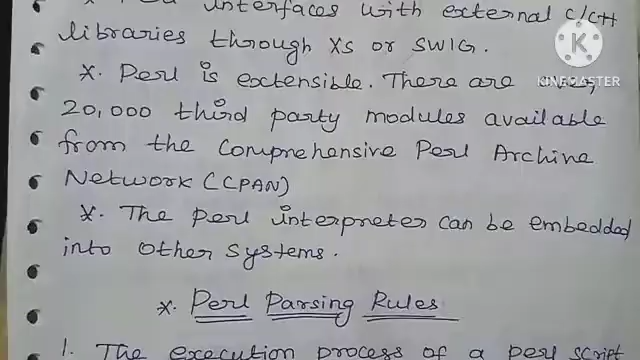 interfaces with external C/C++
libraries through XS or SWIG.
*. Perl is extensible. There are over
20,000 third party modules available
from the Comprehensive Perl Archive
Network (CPAN)
*. The Perl interpreter can be embedded
into other systems.
*. Perl Parsing Rules
1. The execution process of a perl script
KINEMASTER